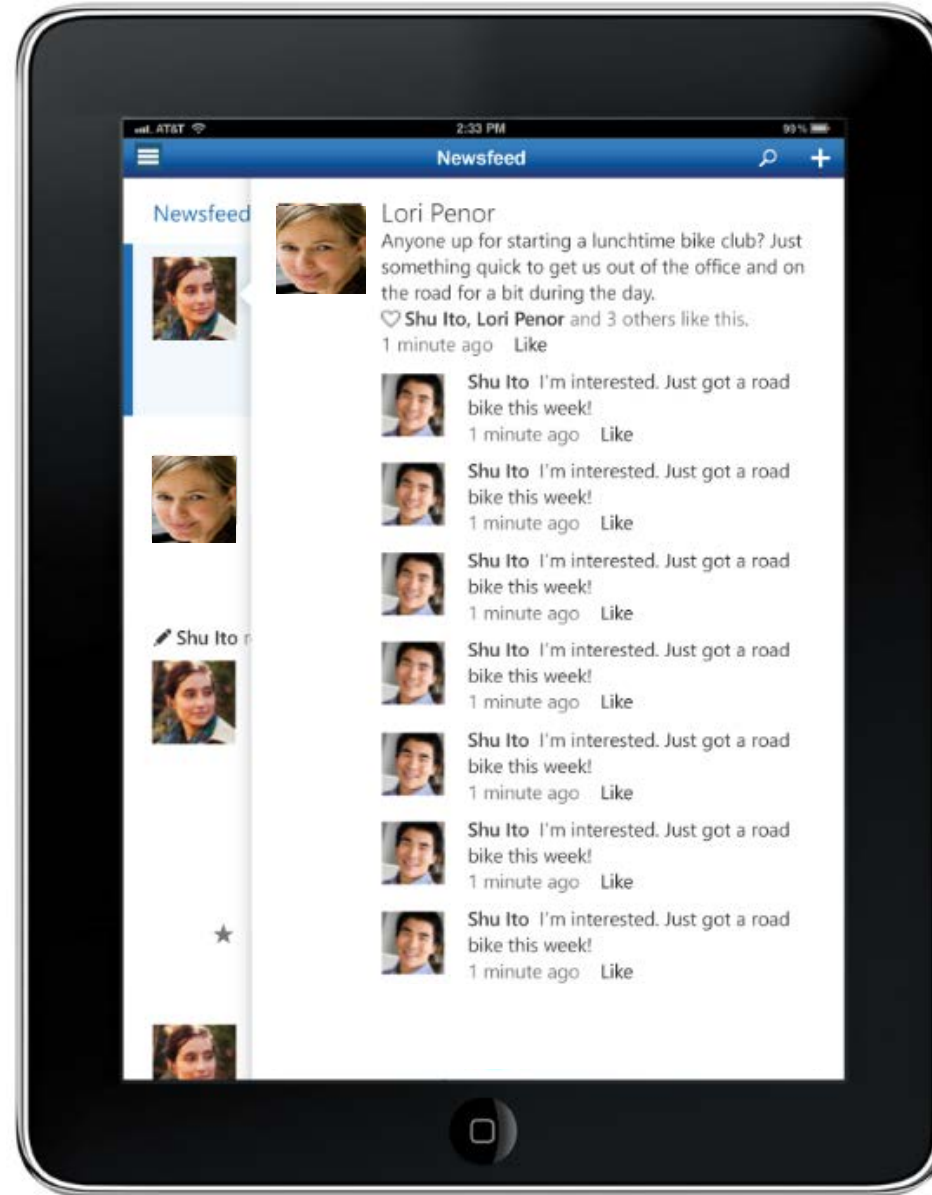 AT&T 2:33 PM 99%
Newsfeed
Newsfeed
Shu Ito
Lori Penor
Anyone up for starting a lunchtime bike club? Just
something quick to get us out of the office and on
the road for a bit during the day.
Shu Ito, Lori Penor and 3 others like this.
1 minute ago Like
Shu Ito I'm interested. Just got a road
bike this week!
1 minute ago Like
Shu Ito I'm interested. Just got a road
bike this week!
1 minute ago Like
Shu Ito I'm interested. Just got a road
bike this week!
1 minute ago Like
Shu Ito I'm interested. Just got a road
bike this week!
1 minute ago Like
Shu Ito I'm interested. Just got a road
bike this week!
1 minute ago Like
Shu Ito I'm interested. Just got a road
bike this week!
1 minute ago Like
Shu Ito I'm interested. Just got a road
bike this week!
1 minute ago Like